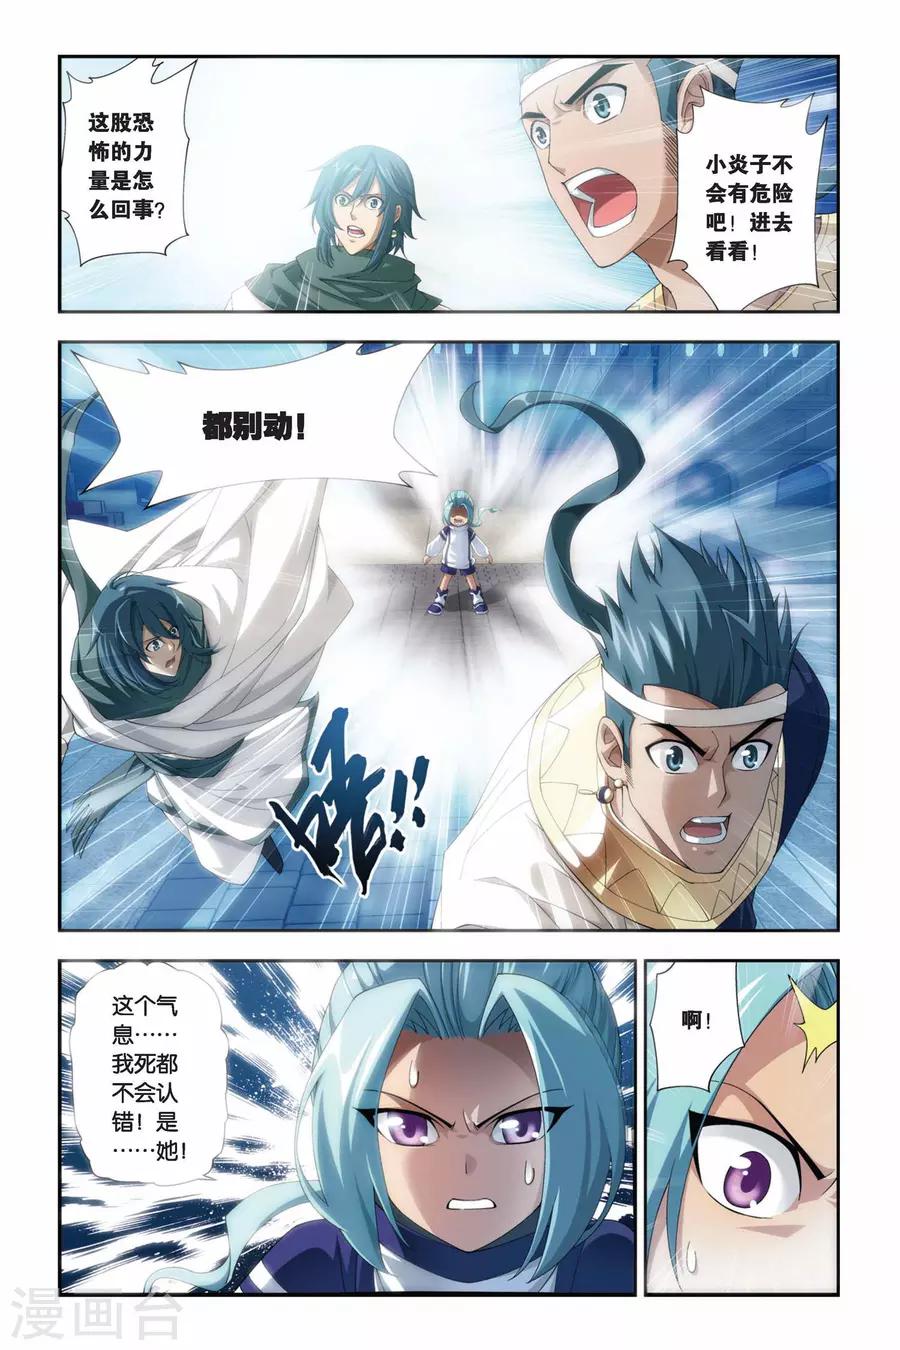 这股恐
怖的力
量是怎
么回事？
小炎子不
会有危险
吧！进去
看看！
都别动！
这个气
息……
我死都
不会认
错！是
……她！
啊！
漫画台